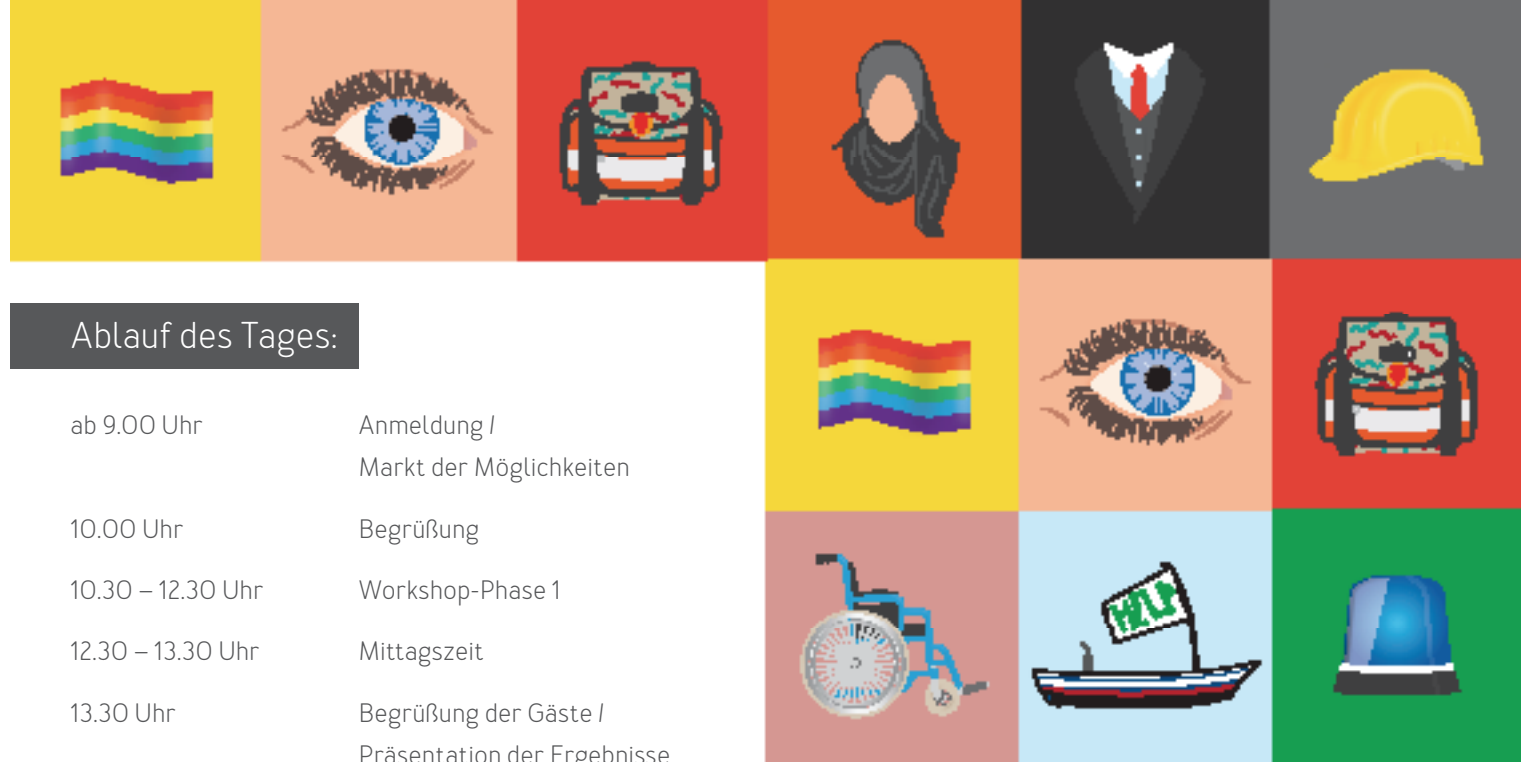 Ablauf des Tages:
ab 9.00 Uhr Anmeldung /
Markt der Möglichkeiten
10.00 Uhr Begrüßung
10.30 – 12.30 Uhr Workshop-Phase 1
12.30 – 13.30 Uhr Mittagszeit
13.30 Uhr Begrüßung der Gäste /
Präsentation der Ergebnisse
HELP